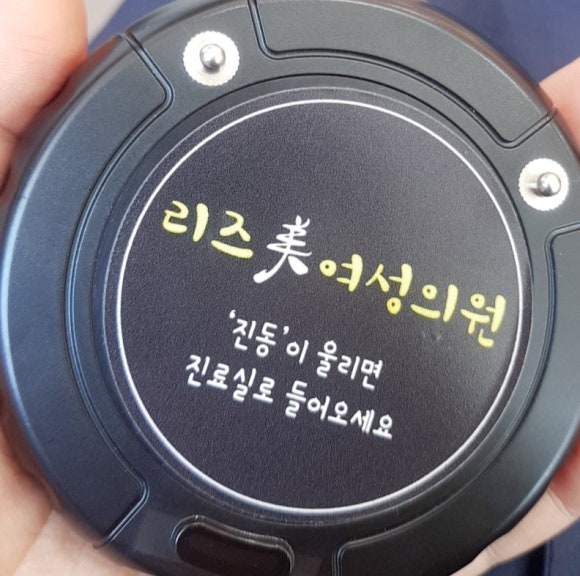 리즈美여성의원
‘진동’이 울리면
진료실로 들어오세요